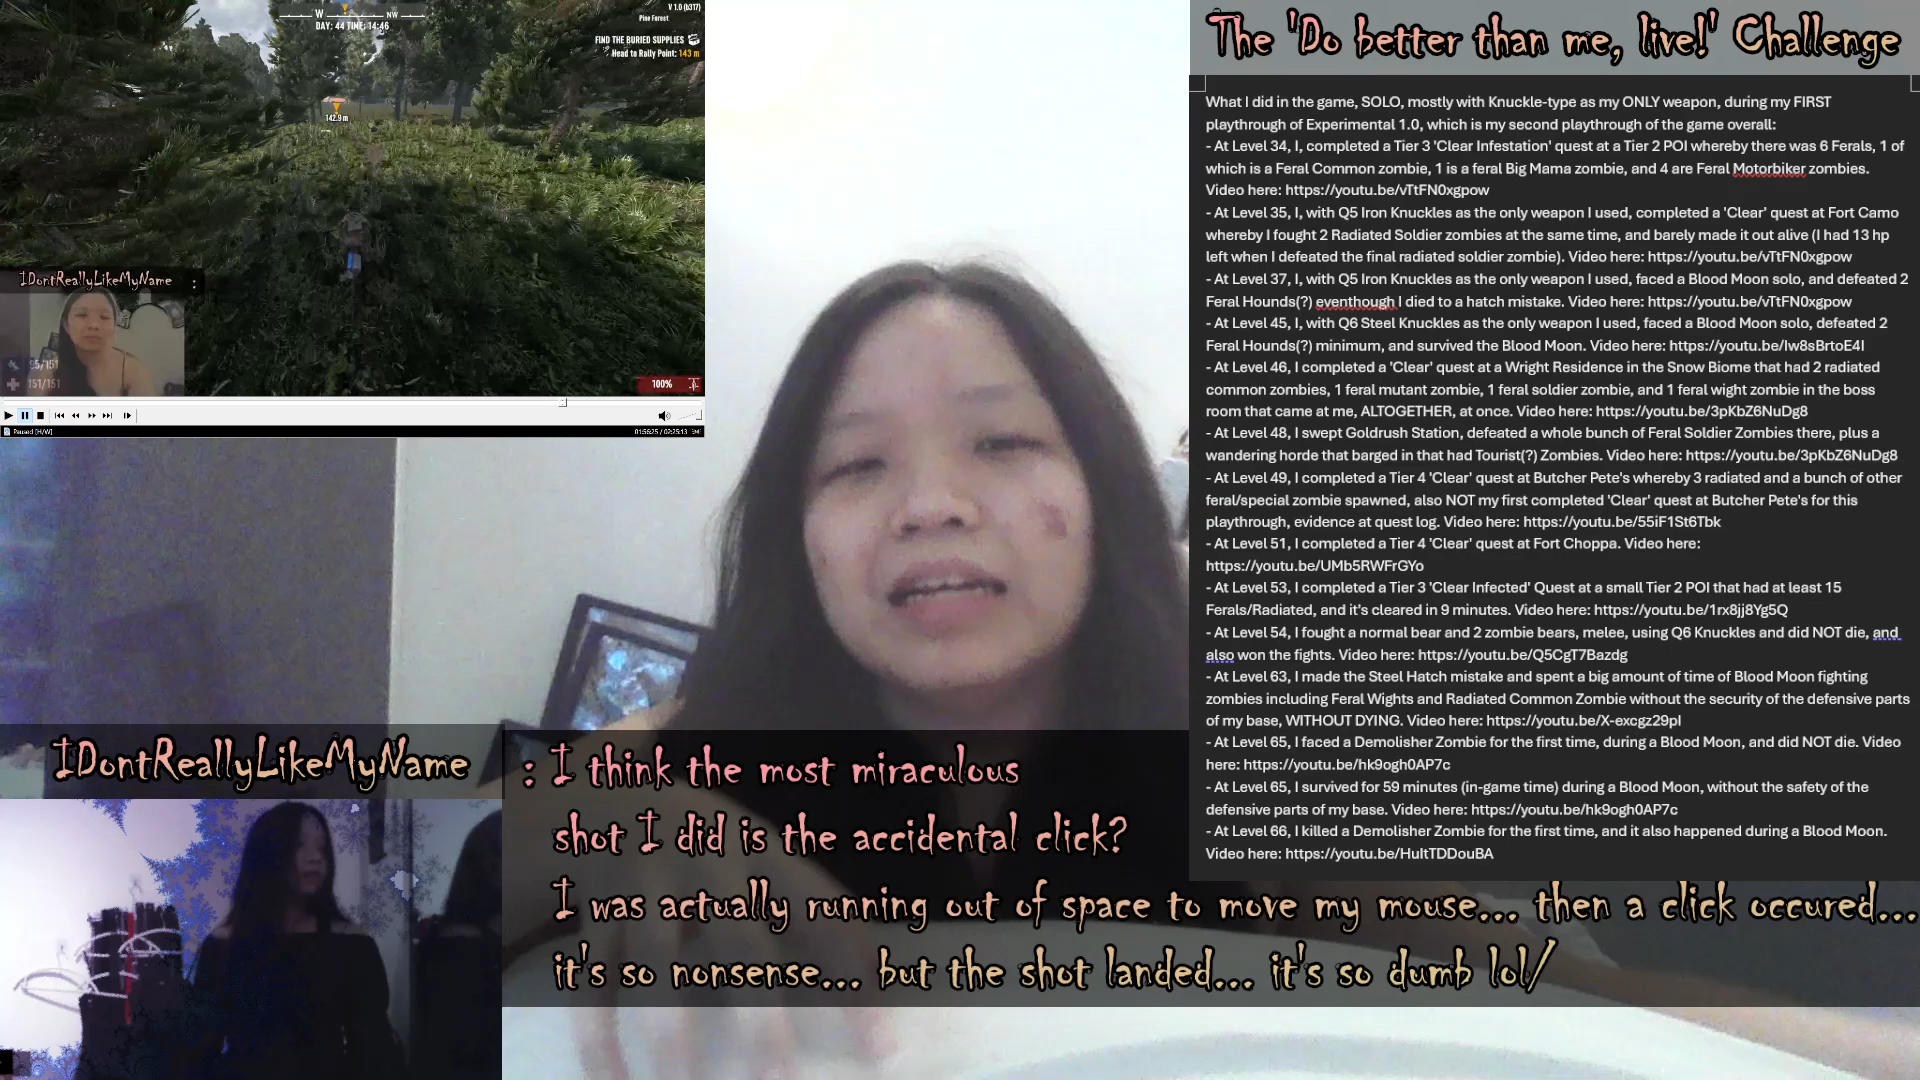 W
NW
DAY: 44 TIME: 14:46
V 1.0 (b317)
Pine Forest
FIND THE BURIED SUPPLIES
Head to Rally Point: 143 m
142.9 m
IDontReallyLikeMyName :
95/151
151/151
100%
Paused [H/W]
01:56:25 / 02:25:13
The 'Do better than me, live!' Challenge
What I did in the game, SOLO, mostly with Knuckle-type as my ONLY weapon, during my FIRST
playthrough of Experimental 1.0, which is my second playthrough of the game overall:
- At Level 34, I, completed a Tier 3 'Clear Infestation' quest at a Tier 2 POI whereby there was 6 Ferals, 1 of
which is a Feral Common zombie, 1 is a feral Big Mama zombie, and 4 are Feral Motorbiker zombies.
Video here: https://youtu.be/vTtFN0xgpow
- At Level 35, I, with Q5 Iron Knuckles as the only weapon I used, completed a 'Clear' quest at Fort Camo
whereby I fought 2 Radiated Soldier zombies at the same time, and barely made it out alive (I had 13 hp
left when I defeated the final radiated soldier zombie). Video here: https://youtu.be/vTtFN0xgpow
- At Level 37, I, with Q5 Iron Knuckles as the only weapon I used, faced a Blood Moon solo, and defeated 2
Feral Hounds(?) eventhough I died to a hatch mistake. Video here: https://youtu.be/vTtFN0xgpow
- At Level 45, I, with Q6 Steel Knuckles as the only weapon I used, faced a Blood Moon solo, defeated 2
Feral Hounds(?) minimum, and survived the Blood Moon. Video here: https://youtu.be/Iw8sBrtoE4I
- At Level 46, I completed a 'Clear' quest at a Wright Residence in the Snow Biome that had 2 radiated
common zombies, 1 feral mutant zombie, 1 feral soldier zombie, and 1 feral wight zombie in the boss
room that came at me, ALTOGETHER, at once. Video here: https://youtu.be/3pKbZ6NuDg8
- At Level 48, I swept Goldrush Station, defeated a whole bunch of Feral Soldier Zombies there, plus a
wandering horde that barged in that had Tourist(?) Zombies. Video here: https://youtu.be/3pKbZ6NuDg8
- At Level 49, I completed a Tier 4 'Clear' quest at Butcher Pete's whereby 3 radiated and a bunch of other
feral/special zombie spawned, also NOT my first completed 'Clear' quest at Butcher Pete's for this
playthrough, evidence at quest log. Video here: https://youtu.be/55iF1St6Tbk
- At Level 51, I completed a Tier 4 'Clear' quest at Fort Choppa. Video here:
https://youtu.be/UMb5RWFrGYo
- At Level 53, I completed a Tier 3 'Clear Infected' Quest at a small Tier 2 POI that had at least 15
Ferals/Radiated, and it's cleared in 9 minutes. Video here: https://youtu.be/1rx8jj8Yg5Q
- At Level 54, I fought a normal bear and 2 zombie bears, melee, using Q6 Knuckles and did NOT die, and
also won the fights. Video here: https://youtu.be/Q5CgT7Bazdg
- At Level 63, I made the Steel Hatch mistake and spent a big amount of time of Blood Moon fighting
zombies including Feral Wights and Radiated Common Zombie without the security of the defensive parts
of my base, WITHOUT DYING. Video here: https://youtu.be/X-excgz29pI
- At Level 65, I faced a Demolisher Zombie for the first time, during a Blood Moon, and did NOT die. Video
here: https://youtu.be/hk9ogh0AP7c
- At Level 65, I survived for 59 minutes (in-game time) during a Blood Moon, without the safety of the
defensive parts of my base. Video here: https://youtu.be/hk9ogh0AP7c
- At Level 66, I killed a Demolisher Zombie for the first time, and it also happened during a Blood Moon.
Video here: https://youtu.be/HuItTDDouBA
IDontReallyLikeMyName
: I think the most miraculous
shot I did is the accidental click?
I was actually running out of space to move my mouse... then a click occured...
it's so nonsense... but the shot landed... it's so dumb lol/